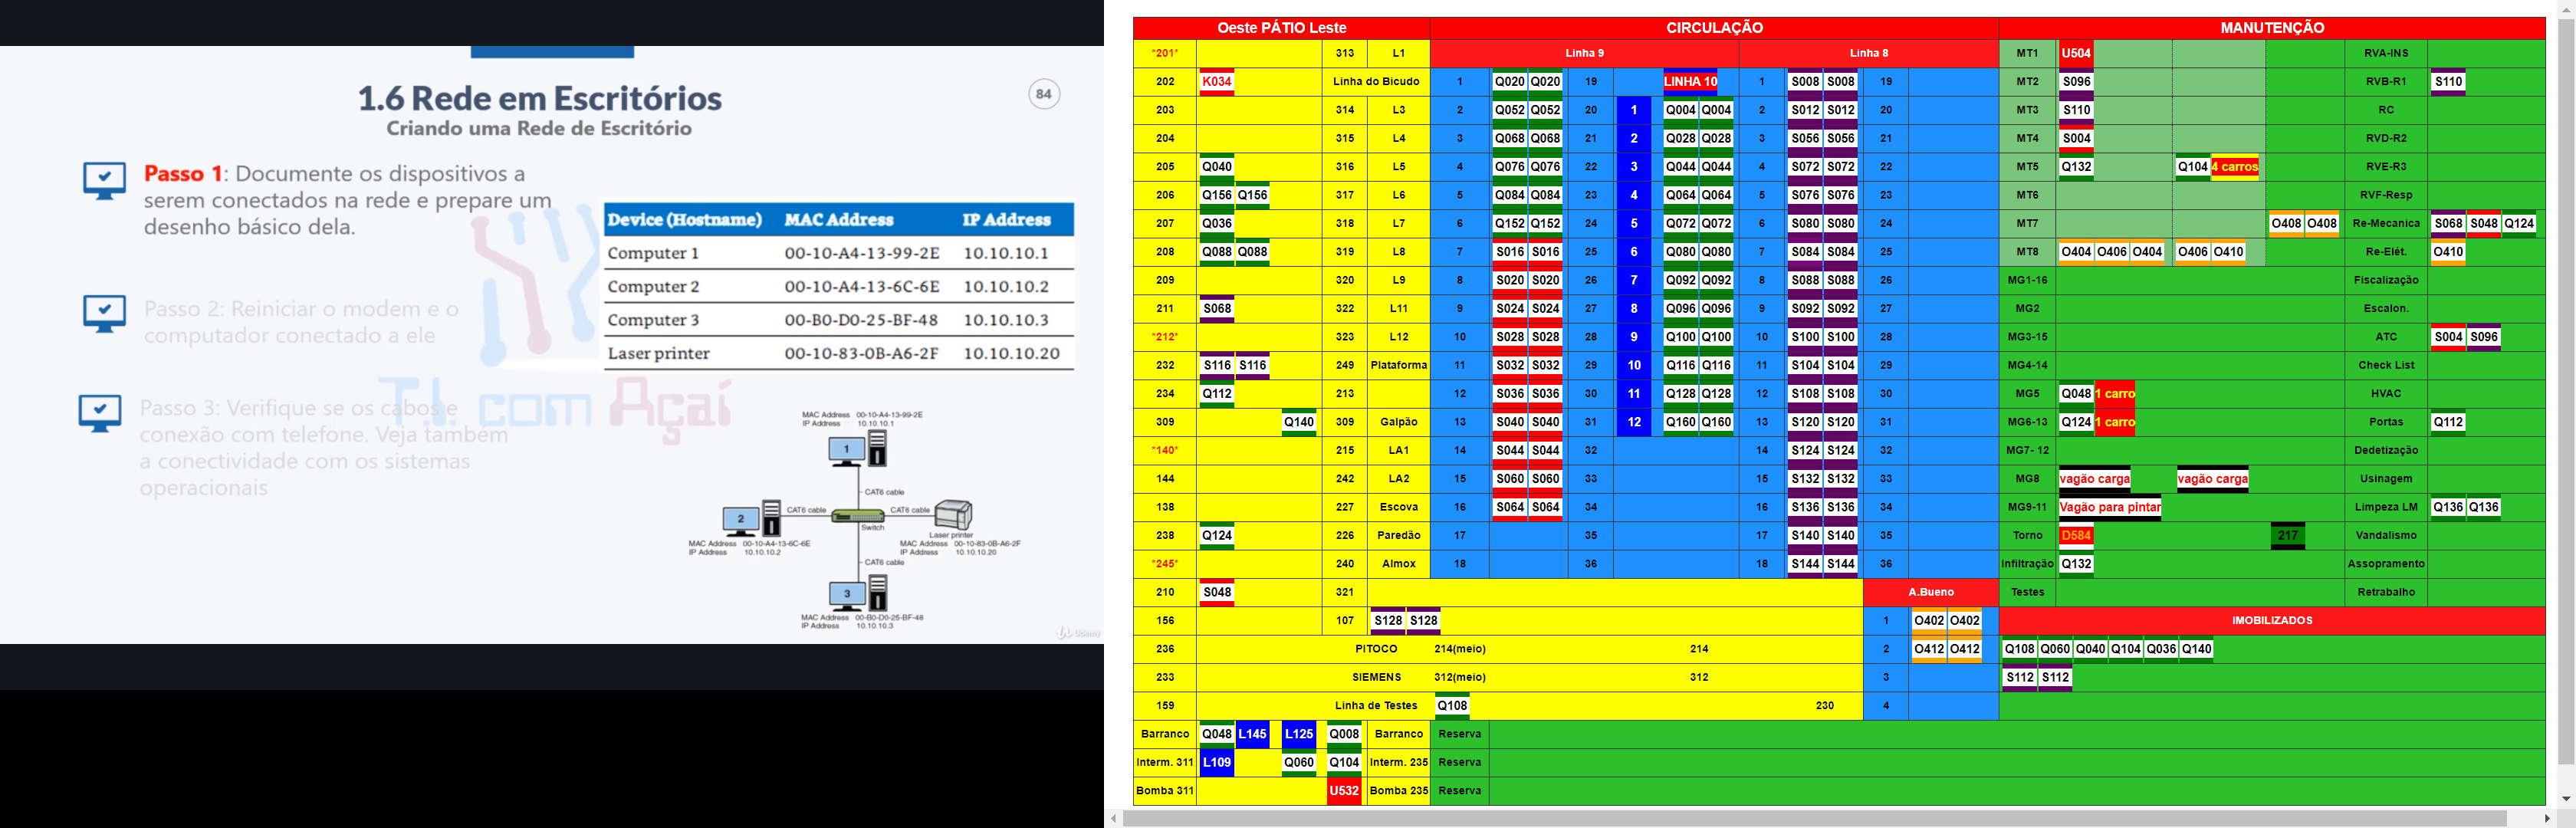 1.6 Rede em Escritórios
84
Criando uma Rede de Escritório
Passo 1: Documente os dispositivos a
serem conectados na rede e prepare um
desenho básico dela.
Passo 2: Reiniciar o modem e o
computador conectado a ele
Passo 3: Verifique se os cabos e
conexão com telefone. Veja também
a conectividade com os sistemas
operacionais
T.I. com Açaí
Device (Hostname) MAC Address IP Address
Computer 1 00-10-A4-13-99-2E 10.10.10.1
Computer 2 00-10-A4-13-6C-6E 10.10.10.2
Computer 3 00-B0-D0-25-BF-48 10.10.10.3
Laser printer 00-10-83-0B-A6-2F 10.10.10.20
MAC Address 00-10-A4-13-99-2E
IP Address 10.10.10.1
1
CAT6 cable
2
CAT6 cable
CAT6 cable
Switch
Laser printer
MAC Address 00-10-A4-13-6C-6E
IP Address 10.10.10.2
MAC Address 00-10-83-0B-A6-2F
IP Address 10.10.10.20
CAT6 cable
3
MAC Address 00-B0-D0-25-BF-48
IP Address 10.10.10.3
Udemy
Oeste PÁTIO Leste CIRCULAÇÃO MANUTENÇÃO
*201* 313 L1 Linha 9 Linha 8 MT1 U504 RVA-INS
202 K034 Linha do Bicudo 1 Q020 Q020 19 LINHA 10 1 S008 S008 19 MT2 S096 RVB-R1 S110
203 314 L3 2 Q052 Q052 20 1 Q004 Q004 2 S012 S012 20 MT3 S110 RC
204 315 L4 3 Q068 Q068 21 2 Q028 Q028 3 S056 S056 21 MT4 S004 RVD-R2
205 Q040 316 L5 4 Q076 Q076 22 3 Q044 Q044 4 S072 S072 22 MT5 Q132 Q104 4 carros RVE-R3
206 Q156 Q156 317 L6 5 Q084 Q084 23 4 Q064 Q064 5 S076 S076 23 MT6 RVF-Resp
207 Q036 318 L7 6 Q152 Q152 24 5 Q072 Q072 6 S080 S080 24 MT7 O408 O408 Re-Mecanica S068 S048 Q124
208 Q088 Q088 319 L8 7 S016 S016 25 6 Q080 Q080 7 S084 S084 25 MT8 O404 O406 O404 O406 O410 Re-Elét. O410
209 320 L9 8 S020 S020 26 7 Q092 Q092 8 S088 S088 26 MG1-16 Fiscalização
211 S068 322 L11 9 S024 S024 27 8 Q096 Q096 9 S092 S092 27 MG2 Escalon.
*212* 323 L12 10 S028 S028 28 9 Q100 Q100 10 S100 S100 28 MG3-15 ATC S004 S096
232 S116 S116 249 Plataforma 11 S032 S032 29 10 Q116 Q116 11 S104 S104 29 MG4-14 Check List
234 Q112 213 12 S036 S036 30 11 Q128 Q128 12 S108 S108 30 MG5 Q048 1 carro HVAC
309 Q140 309 Galpão 13 S040 S040 31 12 Q160 Q160 13 S120 S120 31 MG6-13 Q124 1 carro Portas Q112
*140* 215 LA1 14 S044 S044 32 14 S124 S124 32 MG7- 12 Dedetização
144 242 LA2 15 S060 S060 33 15 S132 S132 33 MG8 vagão carga vagão carga Usinagem
138 227 Escova 16 S064 S064 34 16 S136 S136 34 MG9-11 Vagão para pintar Limpeza LM Q136 Q136
238 Q124 226 Paredão 17 35 17 S140 S140 35 Torno D584 217 Vandalismo
*245* 240 Almox 18 36 18 S144 S144 36 Infiltração Q132 Assopramento
210 S048 321 A.Bueno Testes Retrabalho
156 107 S128 S128 1 O402 O402 IMOBILIZADOS
236 PITOCO 214(meio) 214 2 O412 O412 Q108 Q060 Q040 Q104 Q036 Q140
233 SIEMENS 312(meio) 312 3 S112 S112
159 Linha de Testes Q108 230 4
Barranco Q048 L145 L125 Q008 Barranco Reserva
Interm. 311 L109 Q060 Q104 Interm. 235 Reserva
Bomba 311 U532 Bomba 235 Reserva